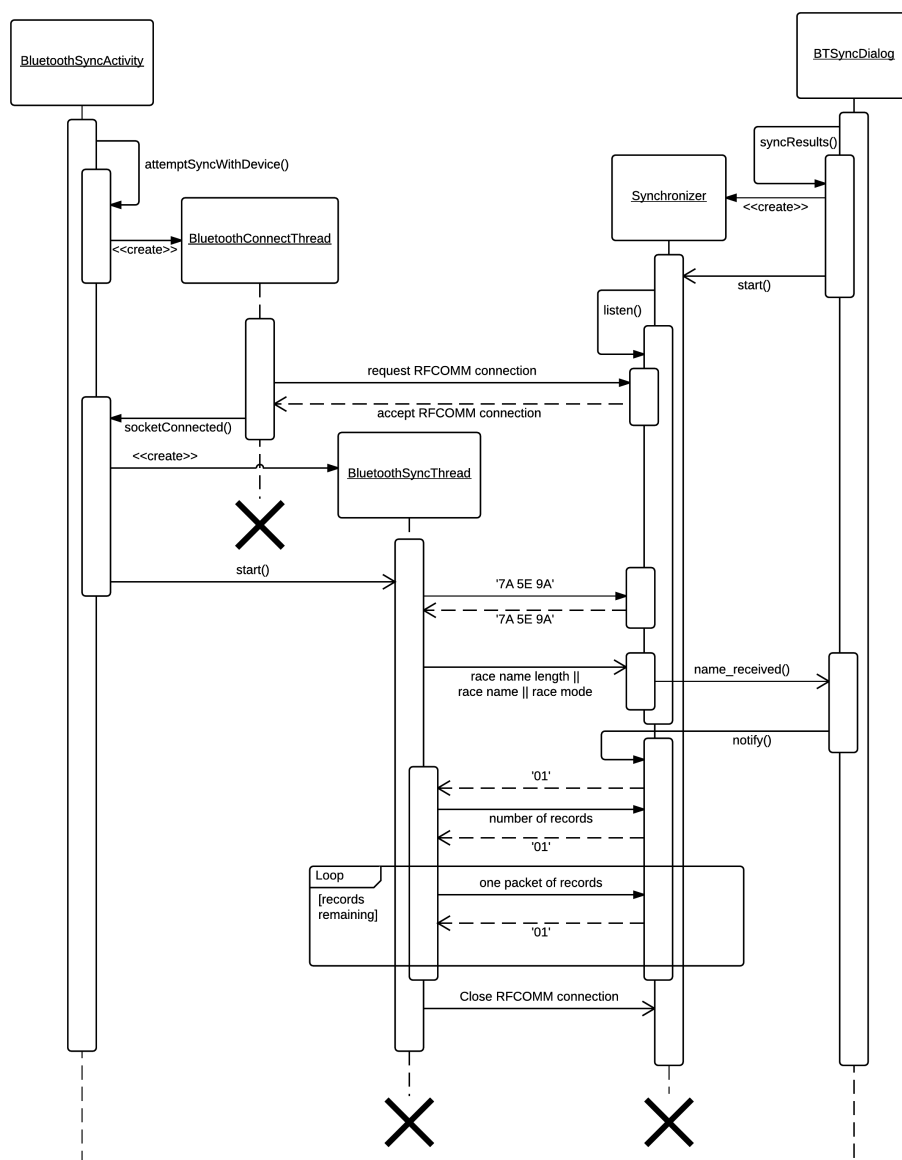 BTSyncDialog
BluetoothSyncActivity
syncResults()
attemptSyncWithDevice()
Synchronizer
<<create>>
BluetoothConnectThread
<<create>>
start()
listen()
request RFCOMM connection
accept RFCOMM connection
socketConnected()
<<create>>
BluetoothSyncThread
start()
'7A 5E 9A'
'7A 5E 9A'
name_received()
race name length ||
race name || race mode
notify()
'01'
number of records
'01'
Loop
one packet of records
[records
remaining]
'01'
Close RFCOMM connection